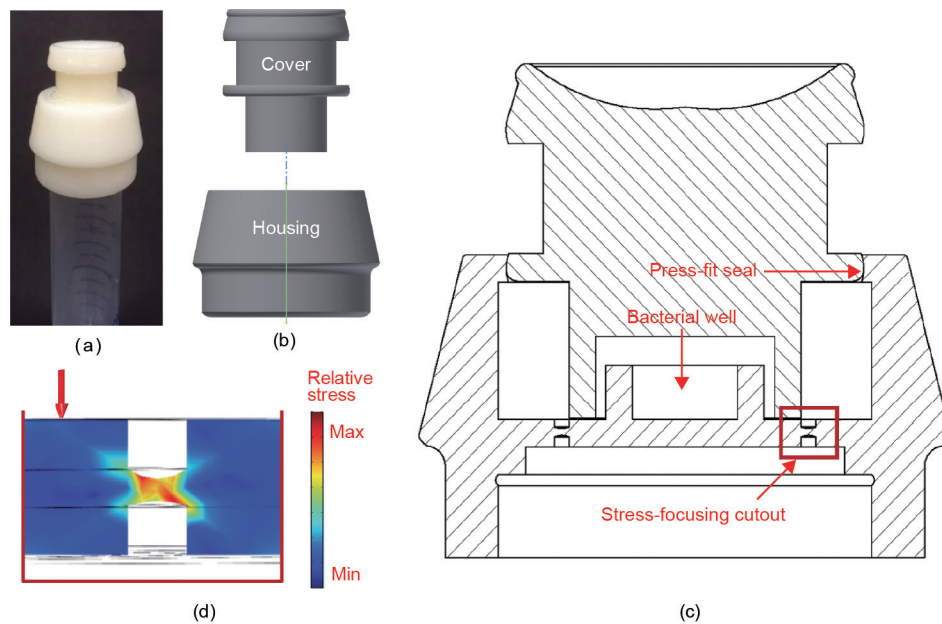 Cover
Housing
(a)
(b)
Press-fit seal
Bacterial well
Stress-focusing cutout
(c)
Relative
stress
Max
Min
(d)